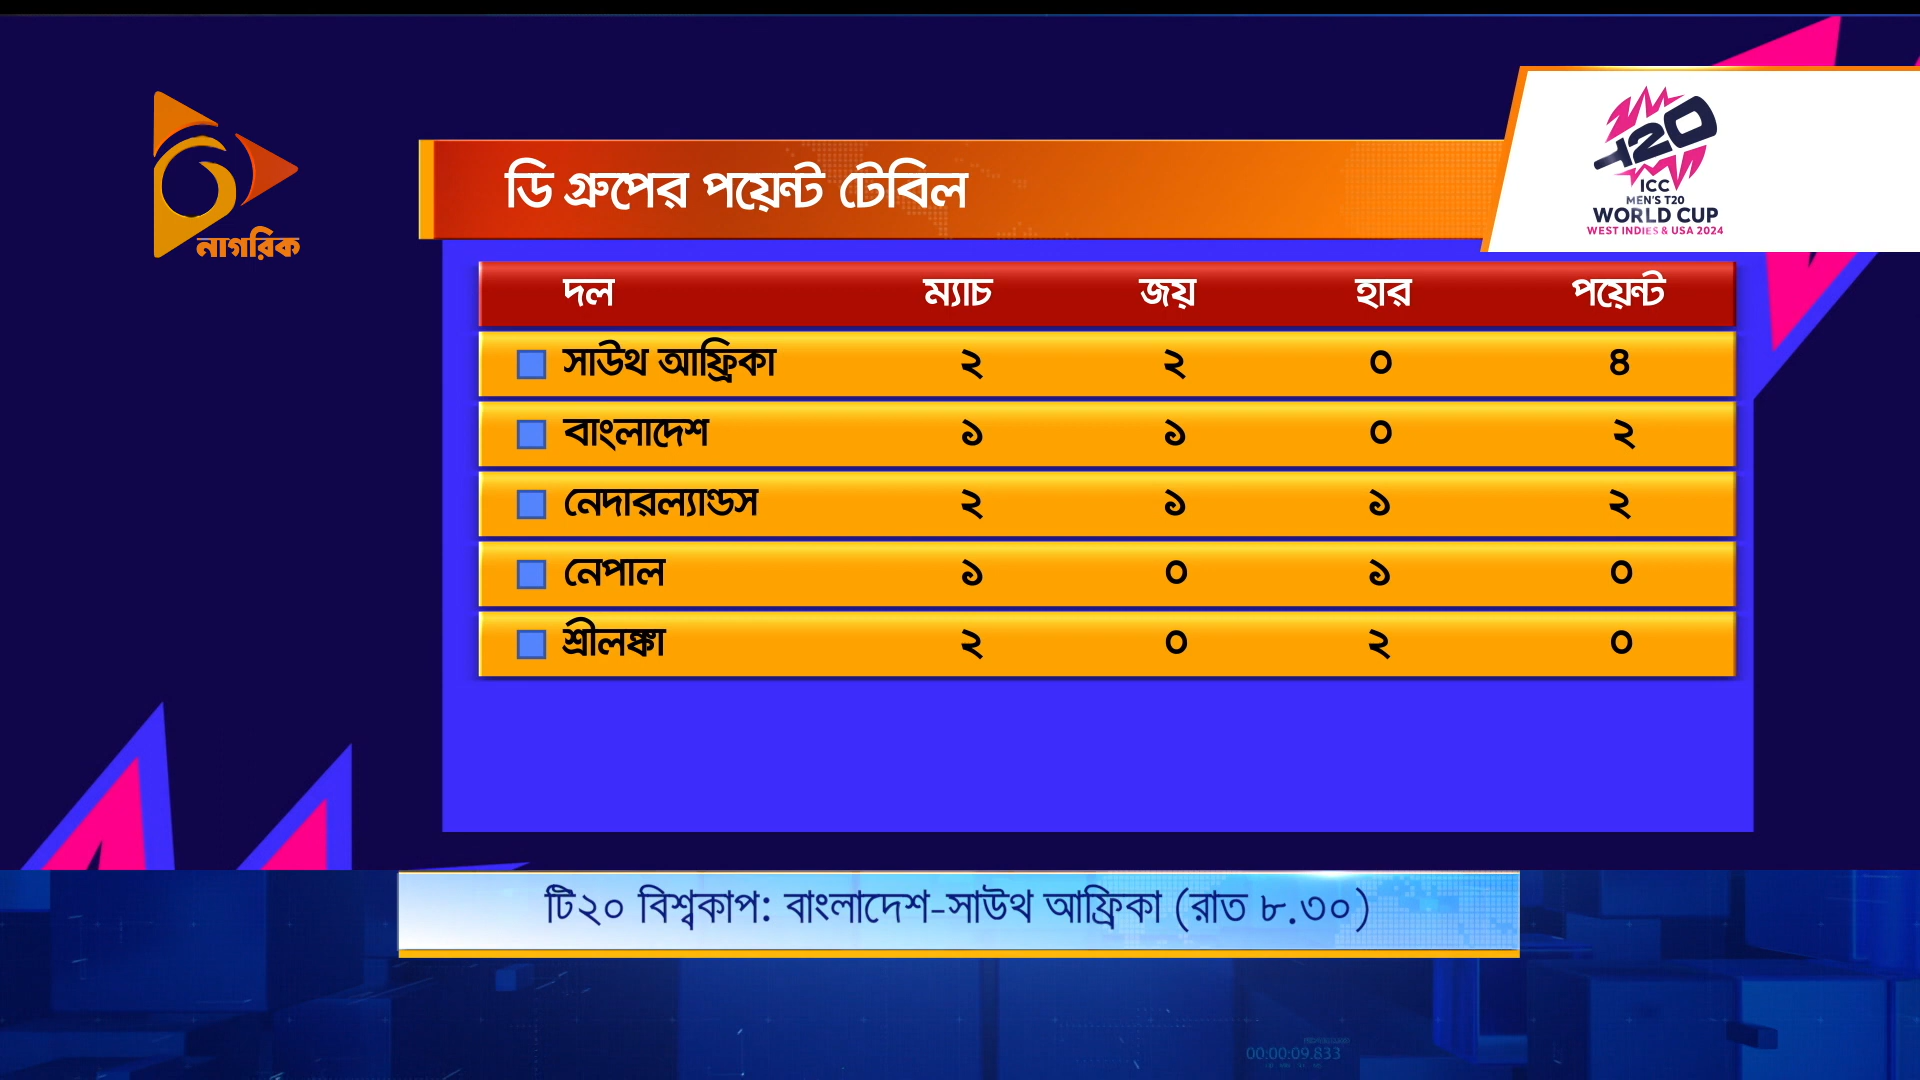 নাগরিক
T20
ICC
MEN'S T20
WORLD CUP
WEST INDIES & USA 2024
ডি গ্রুপের পয়েন্ট টেবিল
দল ম্যাচ জয় হার পয়েন্ট
সাউথ আফ্রিকা ২ ২ ০ ৪
বাংলাদেশ ১ ১ ০ ২
নেদারল্যান্ডস ২ ১ ১ ২
নেপাল ১ ০ ১ ০
শ্রীলঙ্কা ২ ০ ২ ০
টি২০ বিশ্বকাপ: বাংলাদেশ-সাউথ আফ্রিকা (রাত ৮.৩০)
00:00:09.833